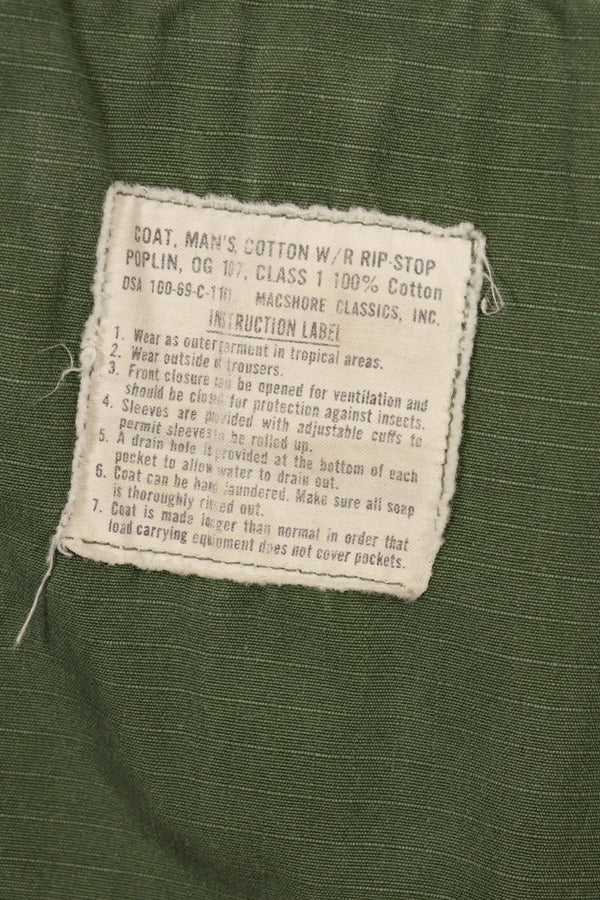 COAT, MAN'S, COTTON W/R RIP-STOP
POPLIN, OG 107, CLASS 1 100% Cotton
DSA 100-69-C-1181 MACSHORE CLASSICS, INC.
INSTRUCTION LABEL
1. Wear as outergarment in tropical areas.
2. Wear outside of trousers.
3. Front closure can be opened for ventilation and
should be closed for protection against insects.
4. Sleeves are provided with adjustable cuffs to
permit sleeves to be rolled up.
5. A drain hole is provided at the bottom of each
pocket to allow water to drain out.
6. Coat can be hand laundered. Make sure all soap
is thoroughly rinsed out.
7. Coat is made longer than normal in order that
load carrying equipment does not cover pockets.